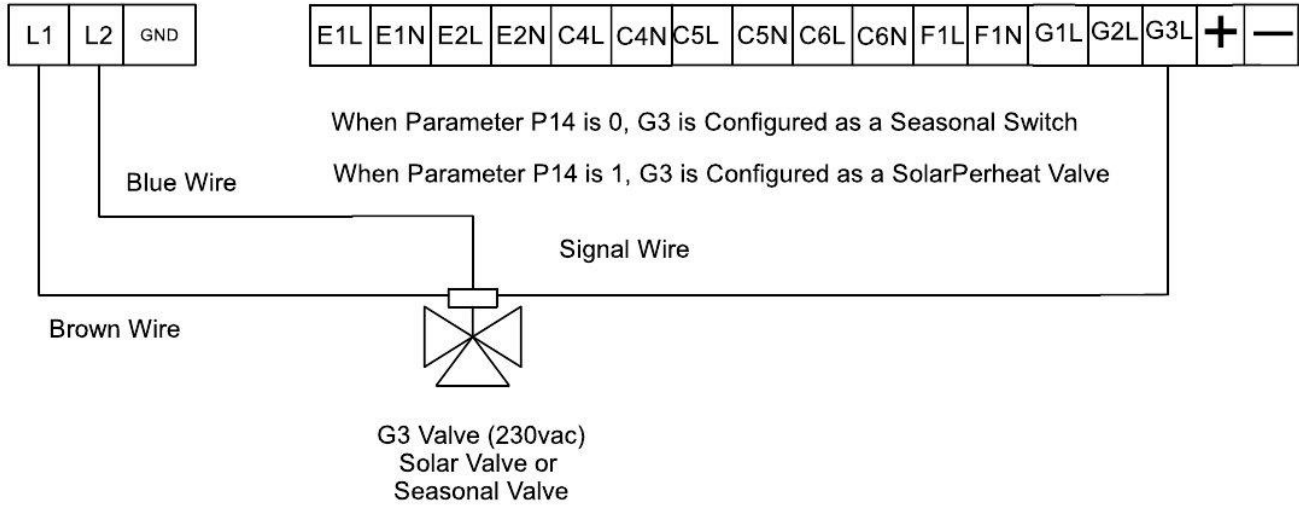 L1 L2 GND E1L E1N E2L E2N C4L C4N C5L C5N C6L C6N F1L F1N G1L G2L G3L + —
When Parameter P14 is 0, G3 is Configured as a Seasonal Switch
When Parameter P14 is 1, G3 is Configured as a SolarPerheat Valve
Blue Wire
Signal Wire
Brown Wire
G3 Valve (230vac)
Solar Valve or
Seasonal Valve